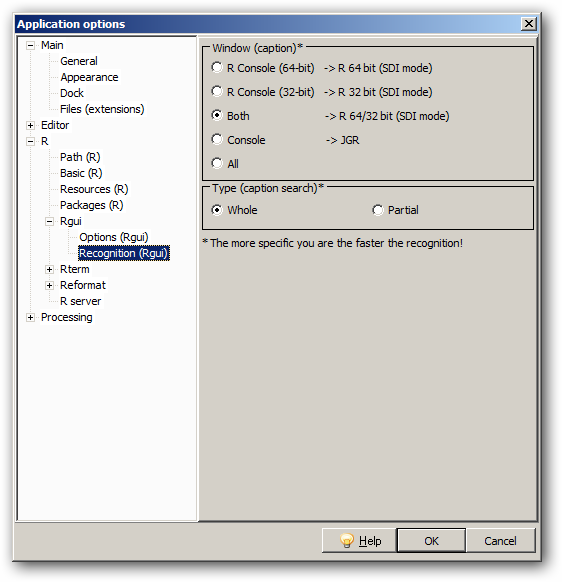 Application options
Main
General
Appearance
Dock
Files (extensions)
Editor
R
Path (R)
Basic (R)
Resources (R)
Packages (R)
Rgui
Options (Rgui)
Recognition (Rgui)
Rterm
Reformat
R server
Processing
Window (caption)*
R Console (64-bit) -> R 64 bit (SDI mode)
R Console (32-bit) -> R 32 bit (SDI mode)
Both -> R 64/32 bit (SDI mode)
Console -> JGR
All
Type (caption search)*
Whole Partial
* The more specific you are the faster the recognition!
Help OK Cancel